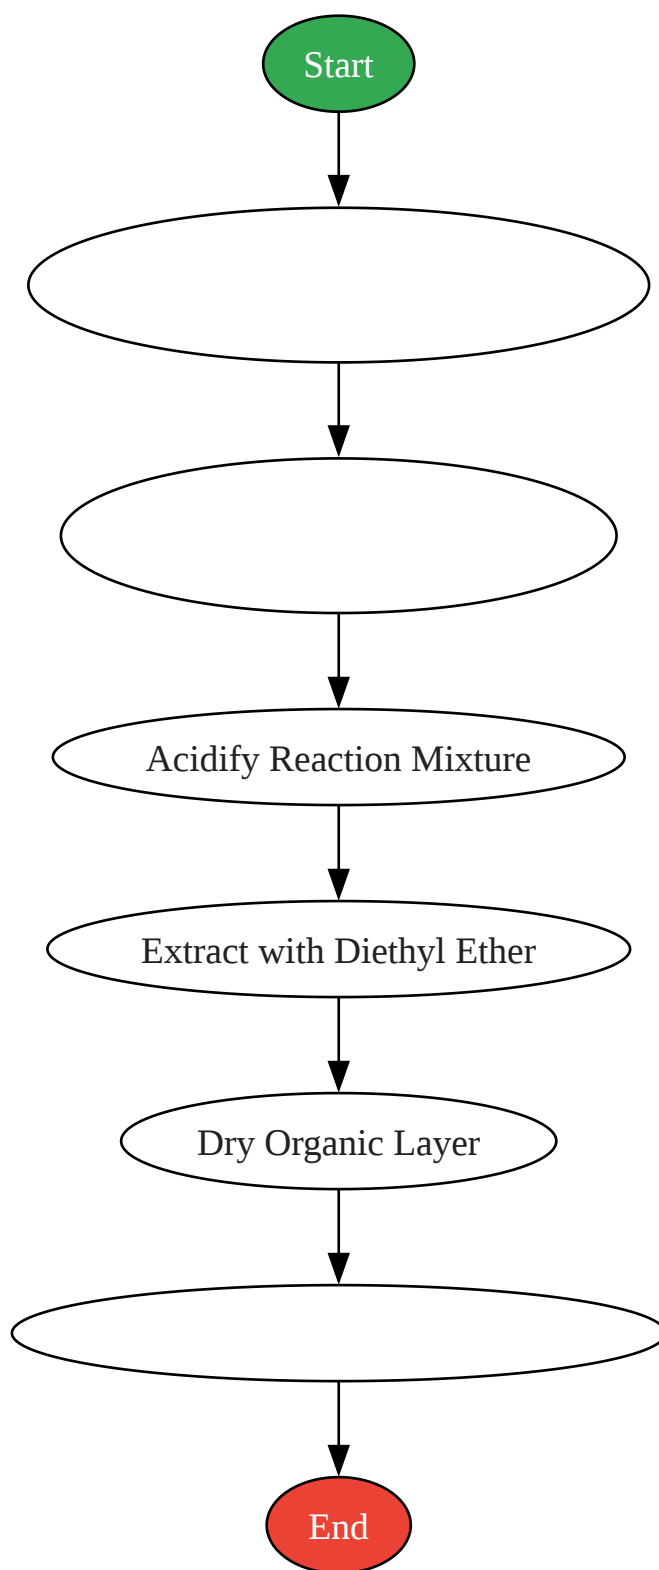 Start
Acidify Reaction Mixture
Extract with Diethyl Ether
Dry Organic Layer
End